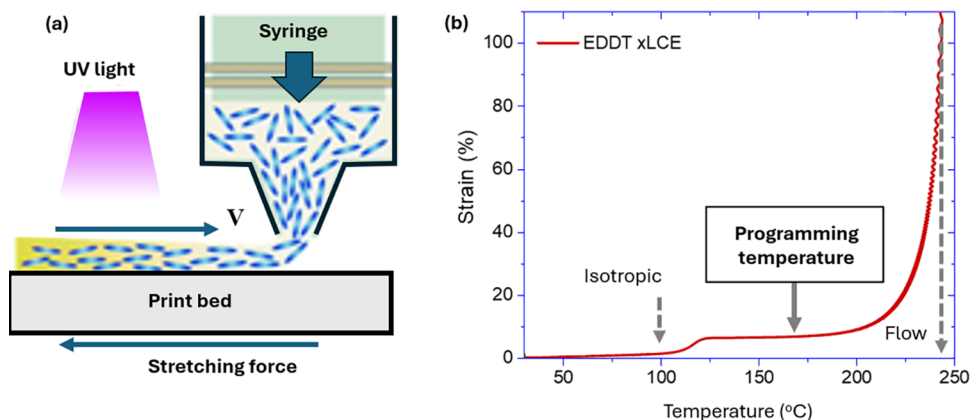 (a)
Syringe
UV light
V
Print bed
Stretching force
(b)
EDDT xLCE
Strain (%)
100
80
60
40
20
0
Programming
temperature
Isotropic
Flow
50
100
150
200
250
Temperature (°C)